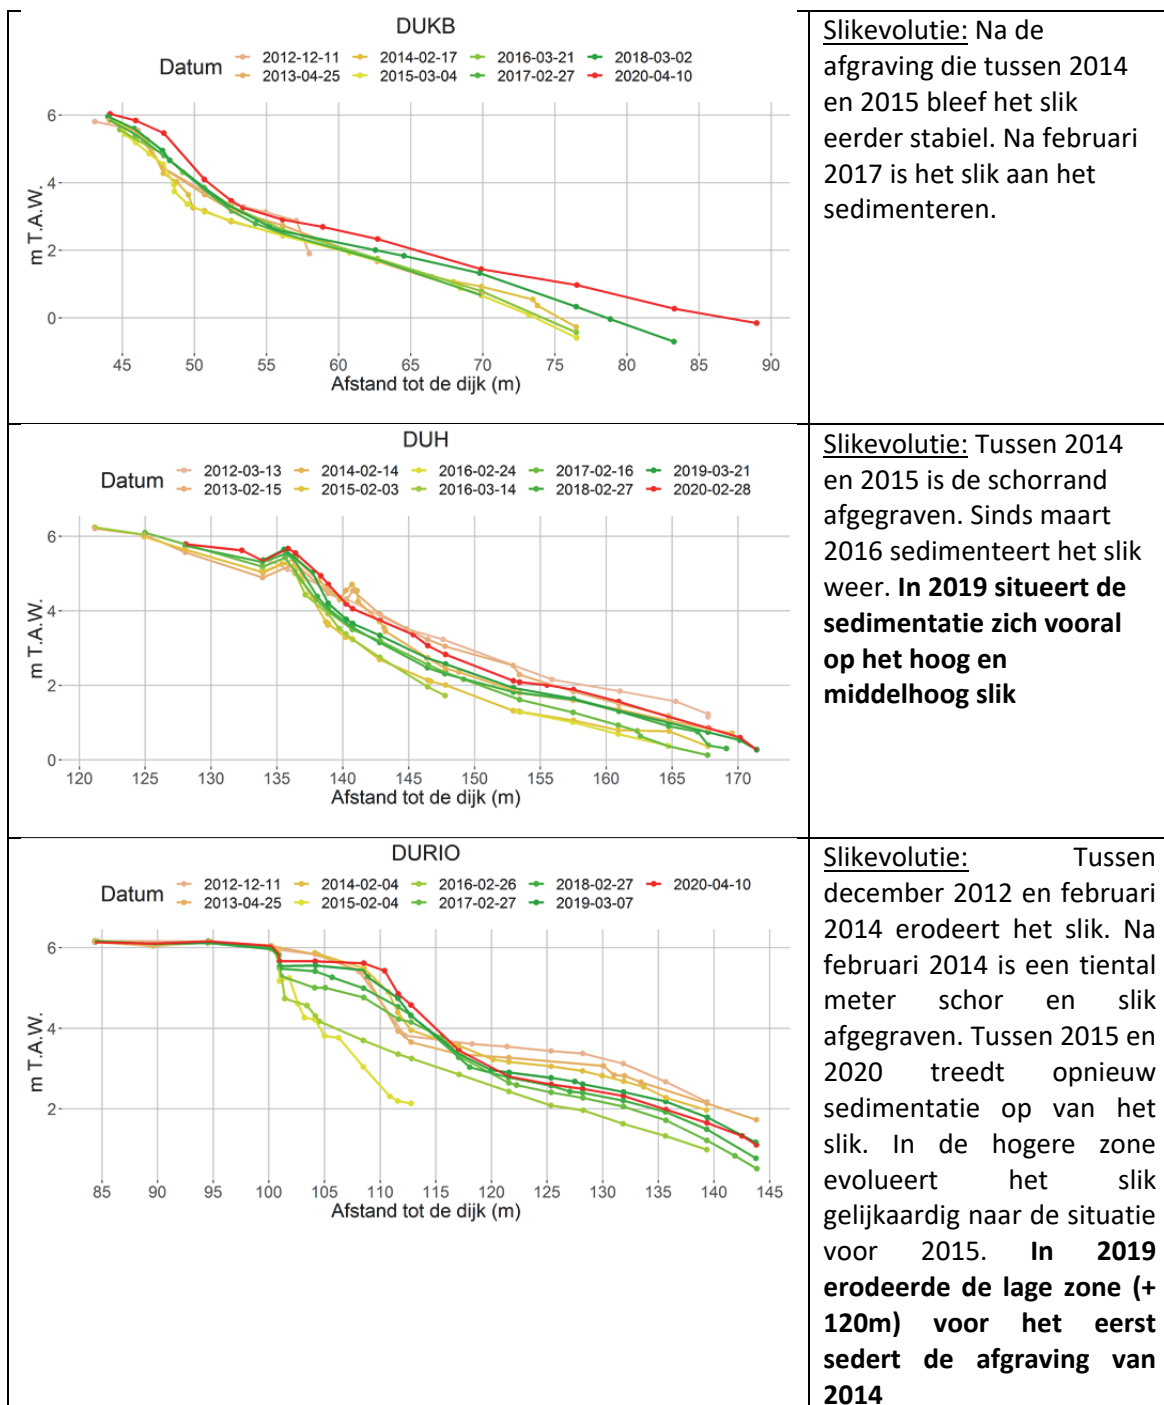 DUKB
Datum
2012-12-11 2014-02-17 2016-03-21 2018-03-02
2013-04-25 2015-03-04 2017-02-27 2020-04-10
m T.A.W.
6
4
2
0
45 50 55 60 65 70 75 80 85 90
Afstand tot de dijk (m)
Slikevolutie: Na de
afgraving die tussen 2014
en 2015 bleef het slik
eerder stabiel. Na februari
2017 is het slik aan het
sedimenteren.
DUH
Datum
2012-03-13 2014-02-14 2016-02-24 2017-02-16 2019-03-21
2013-02-15 2015-02-03 2016-03-14 2018-02-27 2020-02-28
m T.A.W.
6
4
2
0
120 125 130 135 140 145 150 155 160 165 170
Afstand tot de dijk (m)
Slikevolutie: Tussen 2014
en 2015 is de schorrand
afgegraven. Sinds maart
2016 sedimenteert het slik
weer. In 2019 situeert de
sedimentatie zich vooral
op het hoog en
middelhoog slik
DURIO
Datum
2012-12-11 2014-02-04 2016-02-26 2018-02-27 2020-04-10
2013-04-25 2015-02-04 2017-02-27 2019-03-07
m T.A.W.
6
4
2
85 90 95 100 105 110 115 120 125 130 135 140 145
Afstand tot de dijk (m)
Slikevolutie: Tussen
december 2012 en februari
2014 erodeert het slik. Na
februari 2014 is een tiental
meter schor en slik
afgegraven. Tussen 2015 en
2020 treedt opnieuw
sedimentatie op van het
slik. In de hogere zone
evolueert het slik
gelijkaardig naar de situatie
voor 2015. In 2019
erodeerde de lage zone (+
120m) voor het eerst
sedert de afgraving van
2014